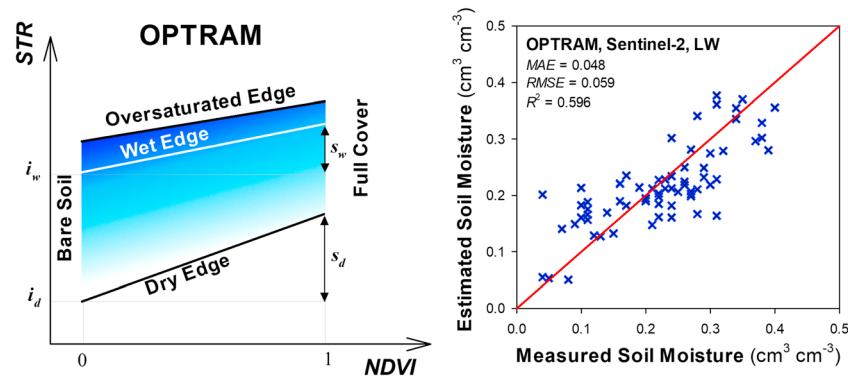 OPTRAM
STR
Oversaturated Edge
Wet Edge
s_w
i_w
Bare Soil
Full Cover
Dry Edge
s_d
i_d
0
1
NDVI
OPTRAM, Sentinel-2, LW
MAE = 0.048
RMSE = 0.059
R² = 0.596
Estimated Soil Moisture (cm³ cm⁻³)
0.5
0.4
0.3
0.2
0.1
0.0
0.0 0.1 0.2 0.3 0.4 0.5
Measured Soil Moisture (cm³ cm⁻³)